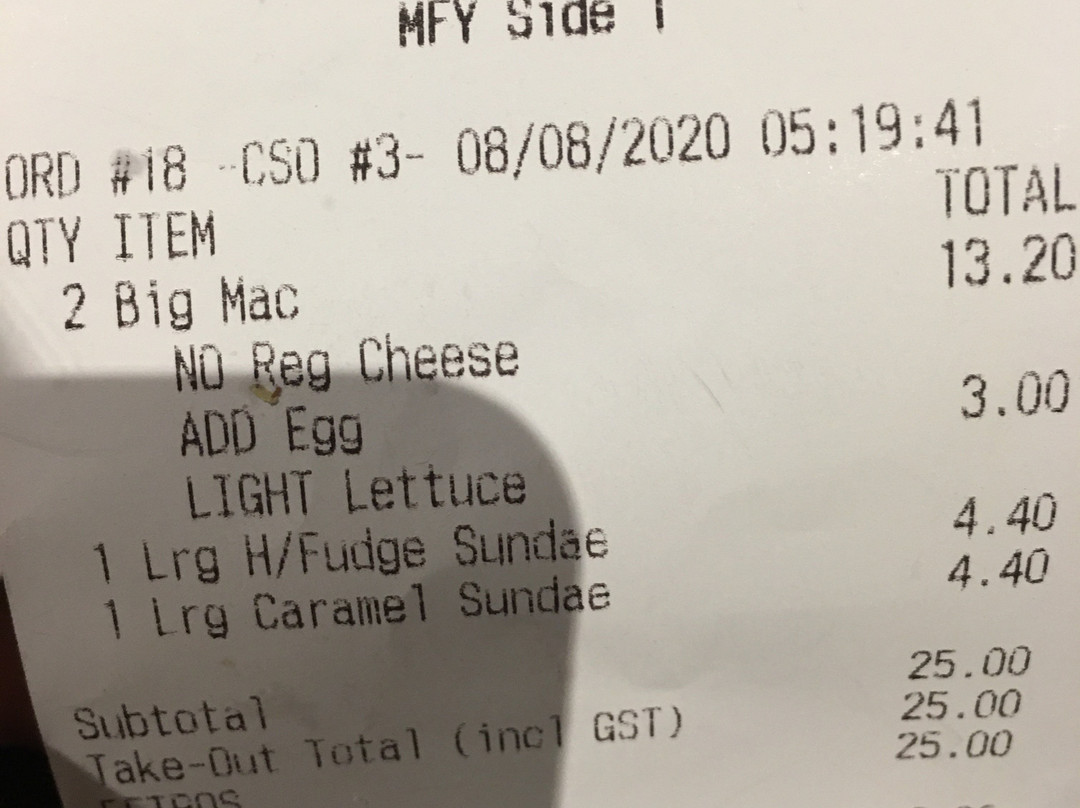 MFY Side 1
ORD #18 -CSO #3- 08/08/2020 05:19:41
QTY ITEM TOTAL
2 Big Mac 13.20
NO Reg Cheese
ADD Egg 3.00
LIGHT Lettuce
1 Lrg H/Fudge Sundae 4.40
1 Lrg Caramel Sundae 4.40
Subtotal 25.00
Take-Out Total (incl GST) 25.00
EFTPOS 25.00